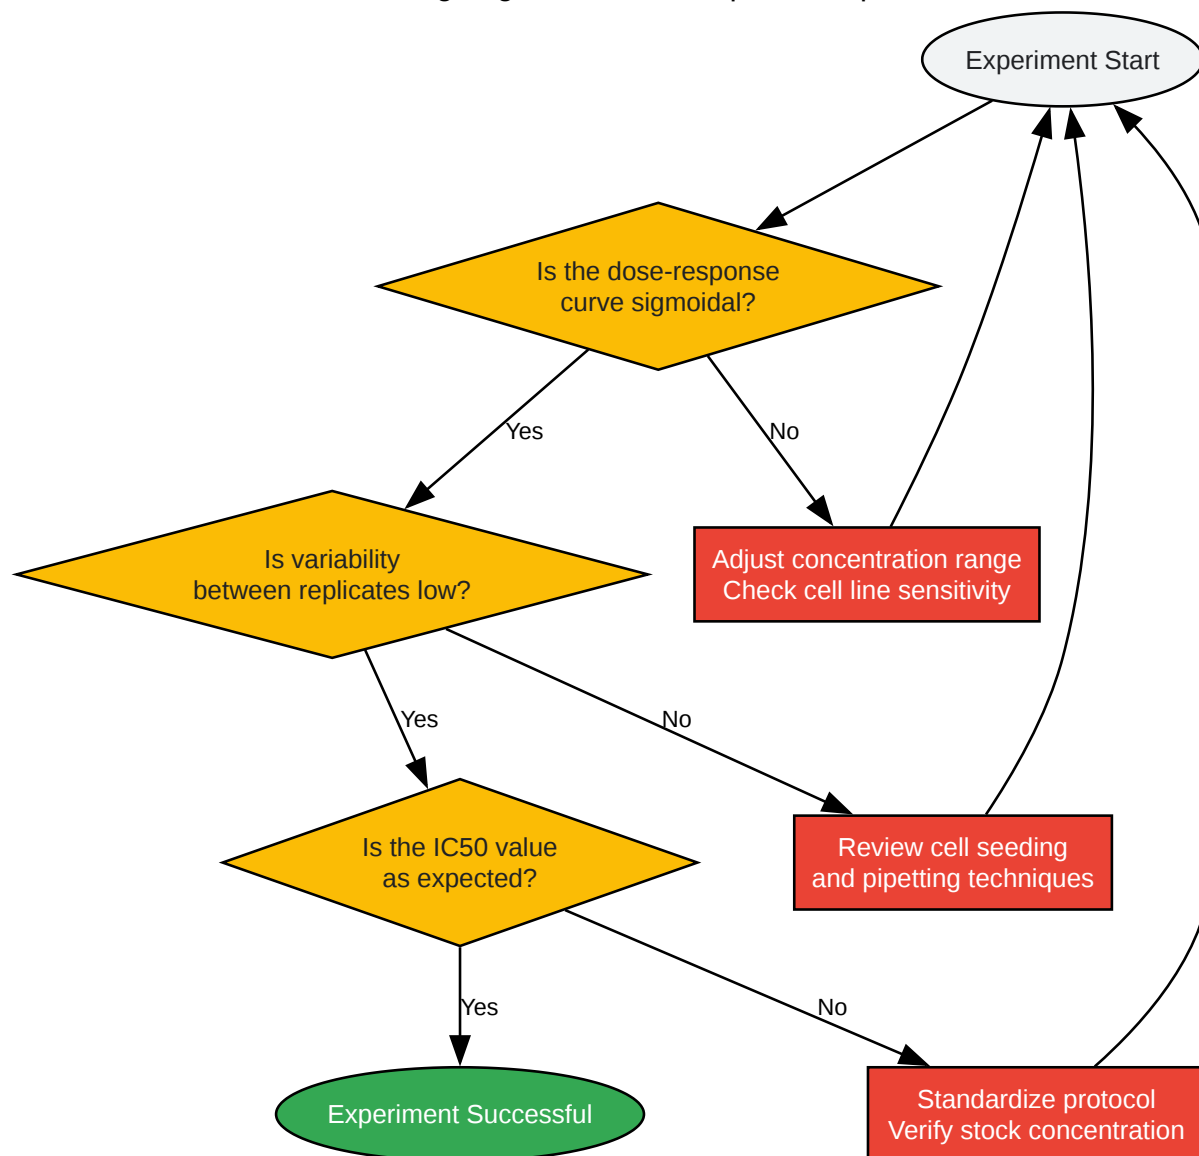 Experiment Start
Is the dose-response
curve sigmoidal?
Yes
No
Is variability
between replicates low?
Adjust concentration range
Check cell line sensitivity
Yes
No
Is the IC50 value
as expected?
Review cell seeding
and pipetting techniques
Yes
No
Experiment Successful
Standardize protocol
Verify stock concentration